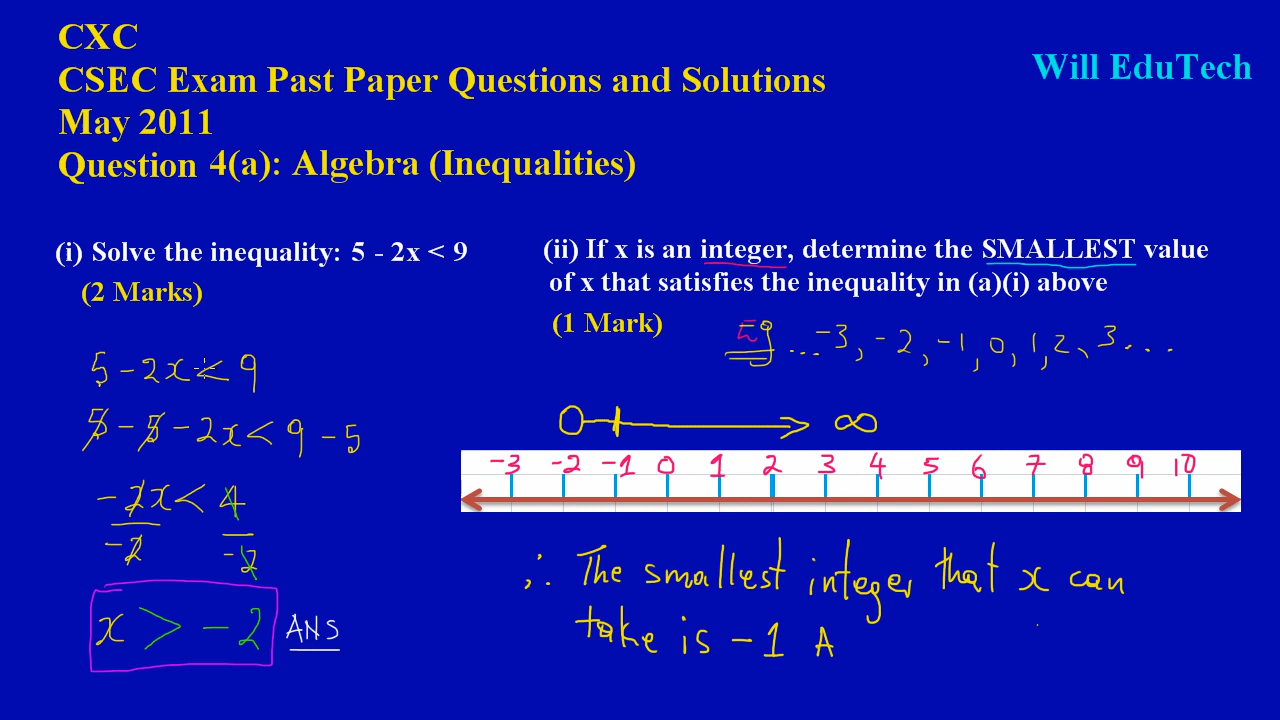 CXC
CSEC Exam Past Paper Questions and Solutions
May 2011
Question 4(a): Algebra (Inequalities)
Will EduTech
(i) Solve the inequality: 5 - 2x < 9
(2 Marks)
5 - 2x < 9
5 - 5 - 2x < 9 - 5
-2x < 4
-2 -2
x > -2 ANS
(ii) If x is an integer, determine the SMALLEST value
of x that satisfies the inequality in (a)(i) above
(1 Mark)
Eg ... -3, -2, -1, 0, 1, 2, 3 ...
∞
-3 -2 -1 0 1 2 3 4 5 6 7 8 9 10
∴ The smallest integer that x can
take is -1 A